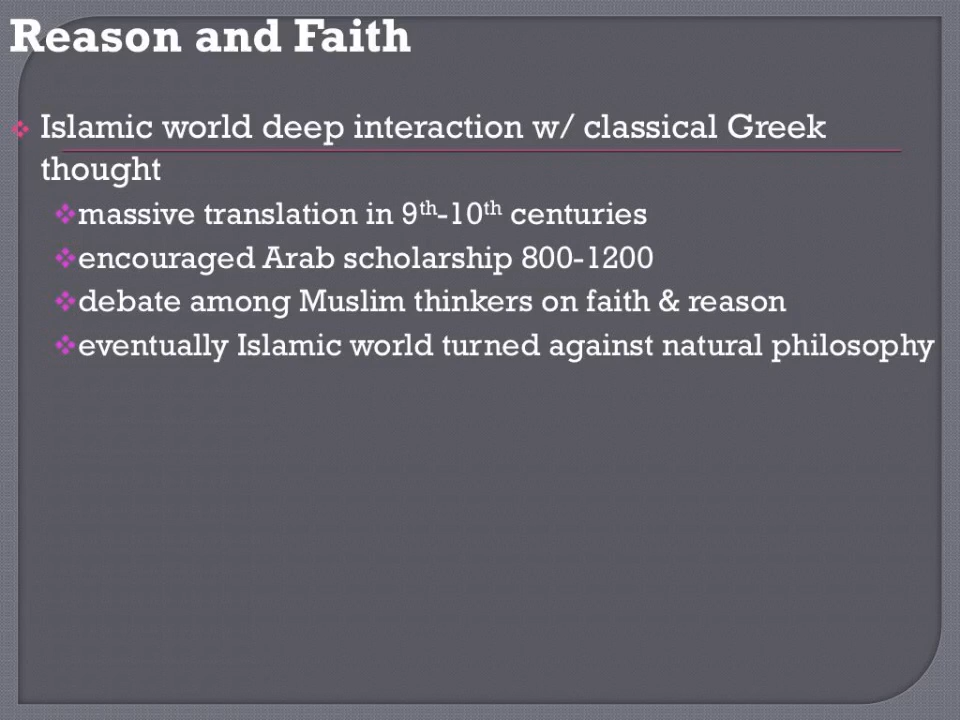 Reason and Faith
Islamic world deep interaction w/ classical Greek
thought
massive translation in 9th-10th centuries
encouraged Arab scholarship 800-1200
debate among Muslim thinkers on faith & reason
eventually Islamic world turned against natural philosophy